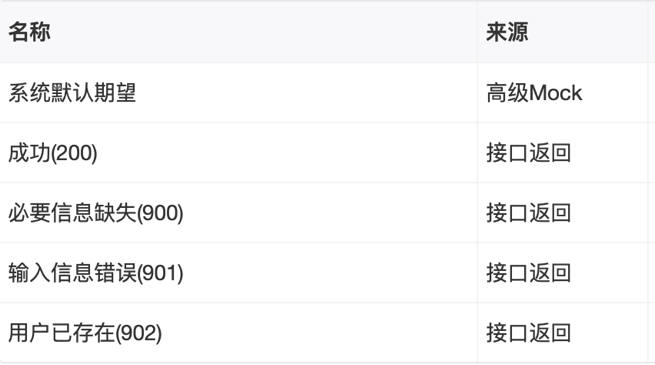 名称 来源
系统默认期望 高级Mock
成功(200) 接口返回
必要信息缺失(900) 接口返回
输入信息错误(901) 接口返回
用户已存在(902) 接口返回